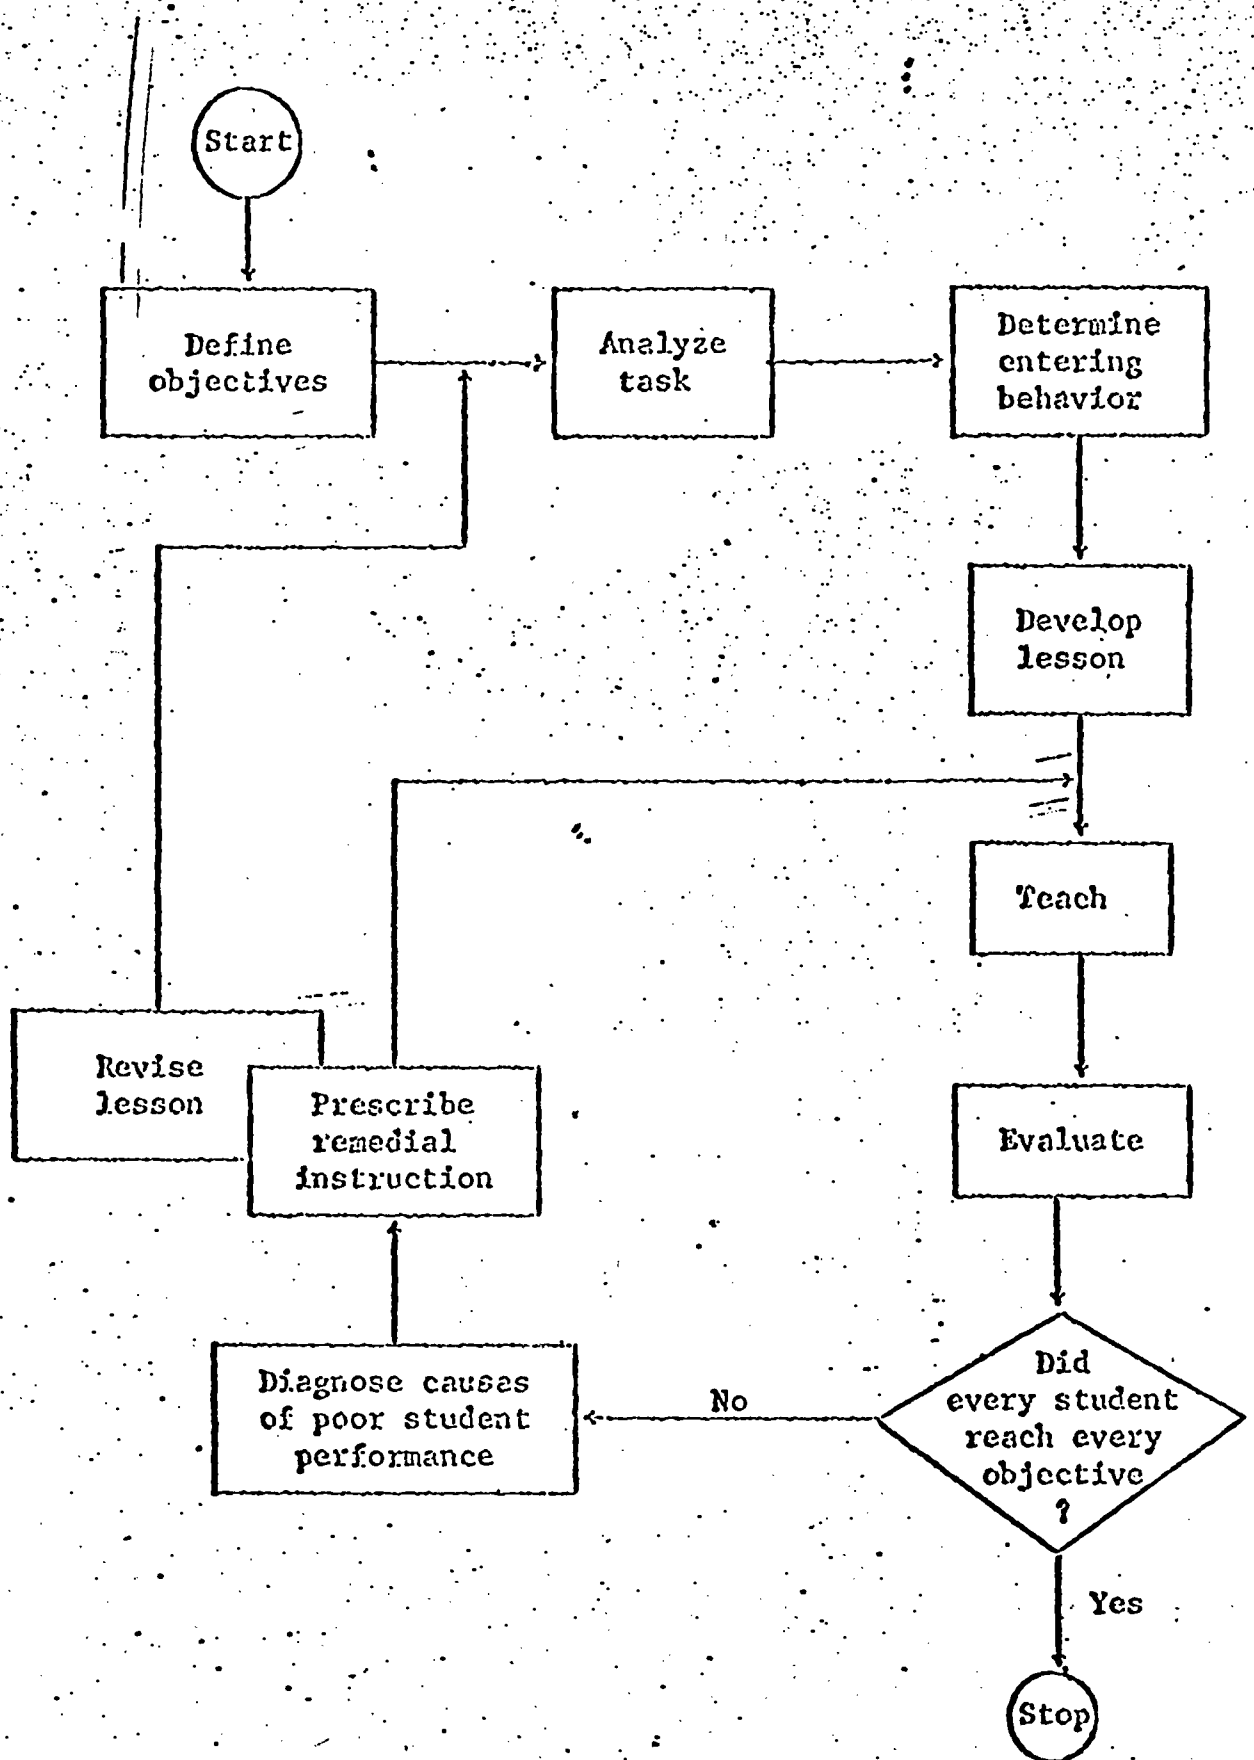 Start
Define
objectives
Analyze
task
Determine
entering
behavior
Develop
lesson
Teach
Evaluate
Did
every student
reach every
objective
?
Yes
Stop
No
Diagnose causes
of poor student
performance
Prescribe
remedial
instruction
Revise
lesson